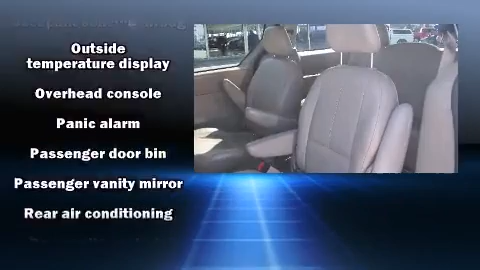 Outside
temperature display
Overhead console
Panic alarm
Passenger door bin
Passenger vanity mirror
Rear air conditioning